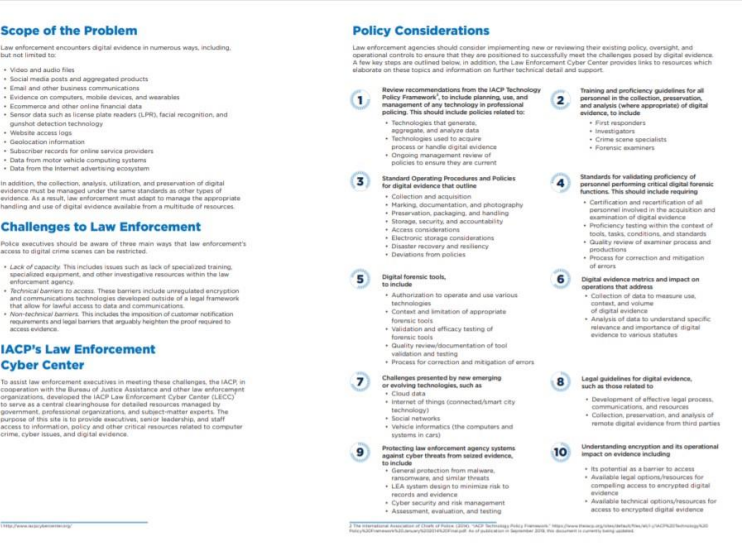 Scope of the Problem
Law enforcement encounters digital evidence in numerous ways, including,
but not limited to:
• Video and audio files
• Social media posts and aggregated products
• Email and other business communications
• Evidence on computers, mobile devices, and wearables
• Ecommerce and other online financial data
• Sensor data such as license plate readers (LPR), facial recognition, and
gunshot detection technology
• Website access logs
• Geolocation information
• Subscriber records for online service providers
• Data from motor vehicle computing systems
• Data from the Internet advertising ecosystem
In addition, the collection, analysis, utilization, and preservation of digital
evidence must be managed under the same standards as other types of
evidence. As a result, law enforcement must adapt to manage the appropriate
handling and use of digital evidence available from a multitude of resources.
Challenges to Law Enforcement
Police executives should be aware of three main ways that law enforcement's
access to digital crime scenes can be restricted.
• Lack of capacity. This includes issues such as lack of specialized training,
specialized equipment, and other investigative resources within the law
enforcement agency.
• Technical barriers to access. These barriers include unregulated encryption
and communications technologies developed outside of a legal framework
that allow for lawful access to data and communications.
• Non-technical barriers. This includes the imposition of customer notification
requirements and legal barriers that arguably heighten the proof required to
access evidence.
IACP's Law Enforcement
Cyber Center
To assist law enforcement executives in meeting these challenges, the IACP, in
cooperation with the Bureau of Justice Assistance and other law enforcement
organizations, developed the IACP Law Enforcement Cyber Center (LECC)
to serve as a central clearinghouse for detailed resources managed by
government, professional organizations, and subject-matter experts. The
purpose of this site is to provide executives, senior leadership, and staff
access to information, policy and other critical resources related to computer
crime, cyber issues, and digital evidence.
1 http://www.iacpcybercenter.org/
Policy Considerations
Law enforcement agencies should consider implementing new or reviewing their existing policy, oversight, and
operational controls to ensure that they are positioned to successfully meet the challenges posed by digital evidence.
A few key steps are outlined below, in addition, the Law Enforcement Cyber Center provides links to resources which
elaborate on these topics and information on further technical detail and support.
1
Review recommendations from the IACP Technology
Policy Framework², to include planning, use, and
management of any technology in professional
policing. This should include policies related to:
• Technologies that generate,
aggregate, and analyze data
• Technologies used to acquire
process or handle digital evidence
• Ongoing management review of
policies to ensure they are current
2
Training and proficiency guidelines for all
personnel in the collection, preservation,
and analysis (where appropriate) of digital
evidence, to include
• First responders
• Investigators
• Crime scene specialists
• Forensic examiners
3
Standard Operating Procedures and Policies
for digital evidence that outline
• Collection and acquisition
• Marking, documentation, and photography
• Preservation, packaging, and handling
• Storage, security, and accountability
• Access considerations
• Electronic storage considerations
• Disaster recovery and resiliency
• Deviations from policies
4
Standards for validating proficiency of
personnel performing critical digital forensic
functions. This should include requiring
• Certification and recertification of all
personnel involved in the acquisition and
examination of digital evidence
• Proficiency testing within the context of
tools, tasks, conditions, and standards
• Quality review of examiner process and
productions
• Process for correction and mitigation
of errors
5
Digital forensic tools,
to include
• Authorization to operate and use various
technologies
• Context and limitation of appropriate
forensic tools
• Validation and efficacy testing of
forensic tools
• Quality review/documentation of tool
validation and testing
• Process for correction and mitigation of errors
6
Digital evidence metrics and impact on
operations that address
• Collection of data to measure use,
context, and volume
of digital evidence
• Analysis of data to understand specific
relevance and importance of digital
evidence to various statutes
7
Challenges presented by new emerging
or evolving technologies, such as
• Cloud data
• Internet of things (connected/smart city
technology)
• Social networks
• Vehicle informatics (the computers and
systems in cars)
8
Legal guidelines for digital evidence,
such as those related to
• Development of effective legal process,
communications, and resources
• Collection, preservation, and analysis of
remote digital evidence from third parties
9
Protecting law enforcement agency systems
against cyber threats from seized evidence,
to include
• General protection from malware,
ransomware, and similar threats
• LEA system design to minimize risk to
records and evidence
• Cyber security and risk management
• Assessment, evaluation, and testing
10
Understanding encryption and its operational
impact on evidence including
• Its potential as a barrier to access
• Available legal options/resources for
compelling access to encrypted digital
evidence
• Available technical options/resources for
access to encrypted digital evidence
2 The International Association of Chiefs of Police (2014). "IACP Technology Policy Framework."